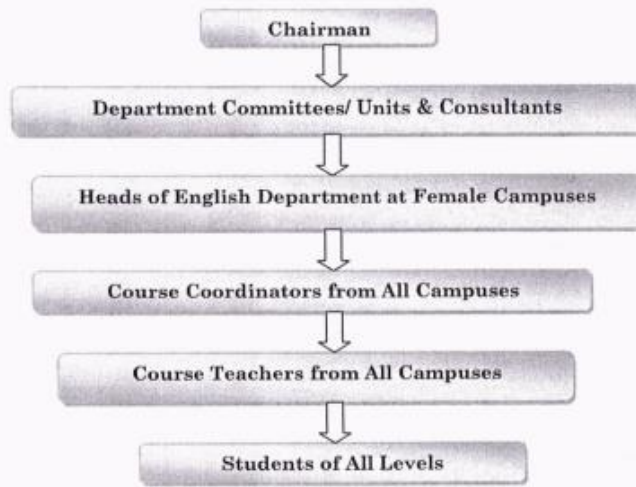 Chairman
Department Committees/ Units & Consultants
Heads of English Department at Female Campuses
Course Coordinators from All Campuses
Course Teachers from All Campuses
Students of All Levels